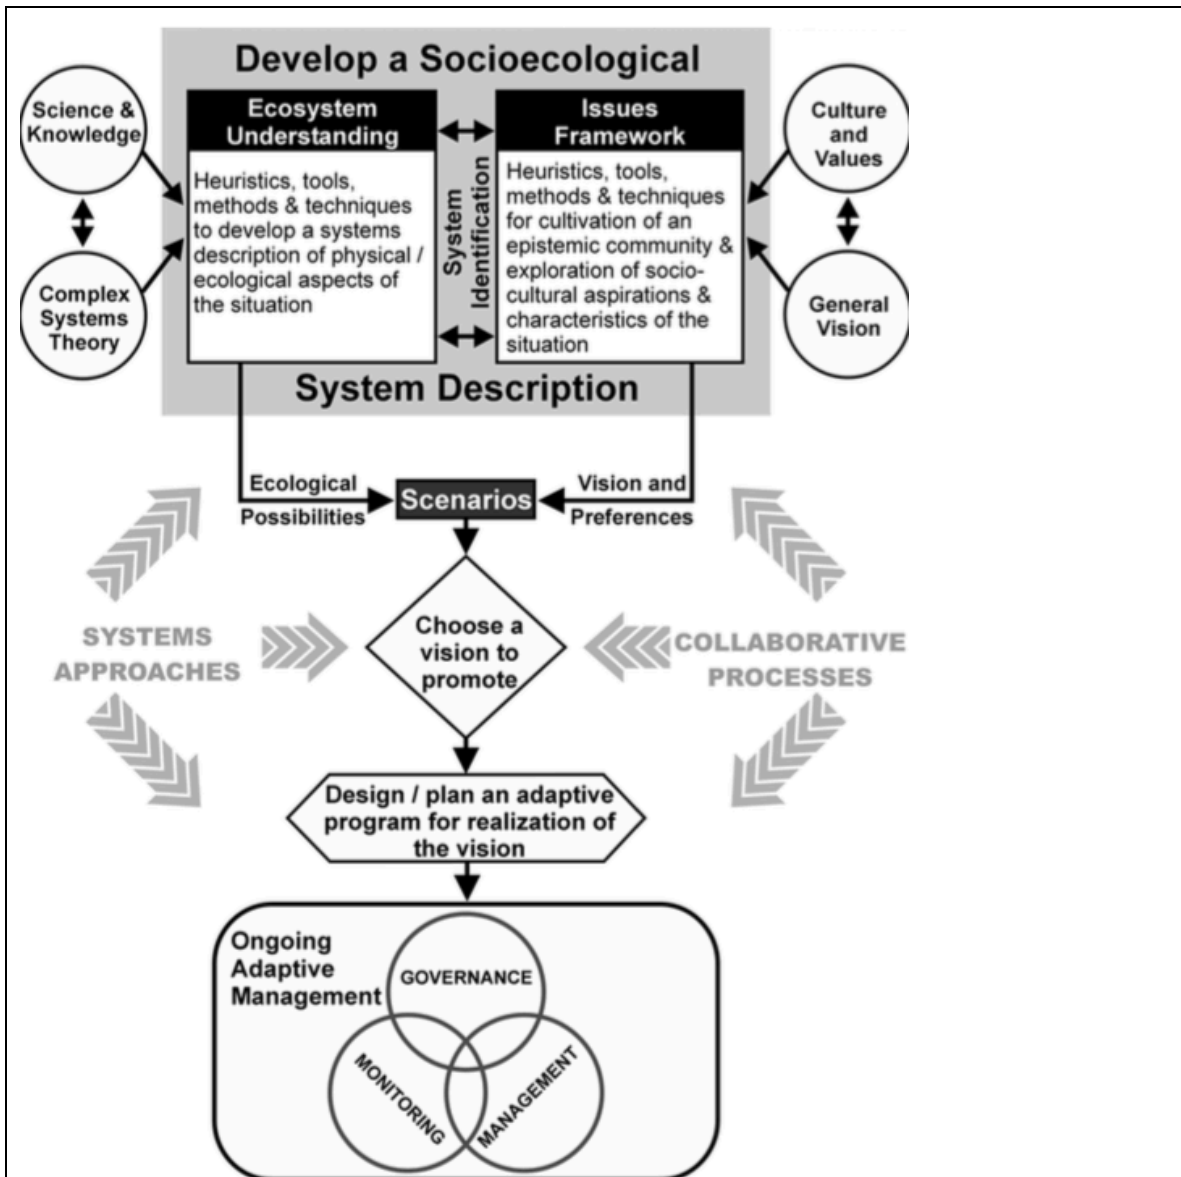 Develop a Socioecological
Science &
Knowledge
Complex
Systems
Theory
Ecosystem
Understanding
Heuristics, tools,
methods & techniques
to develop a systems
description of physical /
ecological aspects of
the situation
System
Identification
Issues
Framework
Heuristics, tools,
methods & techniques
for cultivation of an
epistemic community &
exploration of socio-
cultural aspirations &
characteristics of the
situation
Culture
and
Values
General
Vision
System Description
Ecological
Possibilities
Scenarios
Vision and
Preferences
SYSTEMS
APPROACHES
Choose a
vision to
promote
COLLABORATIVE
PROCESSES
Design / plan an adaptive
program for realization of
the vision
Ongoing
Adaptive
Management
GOVERNANCE
MONITORING
MANAGEMENT